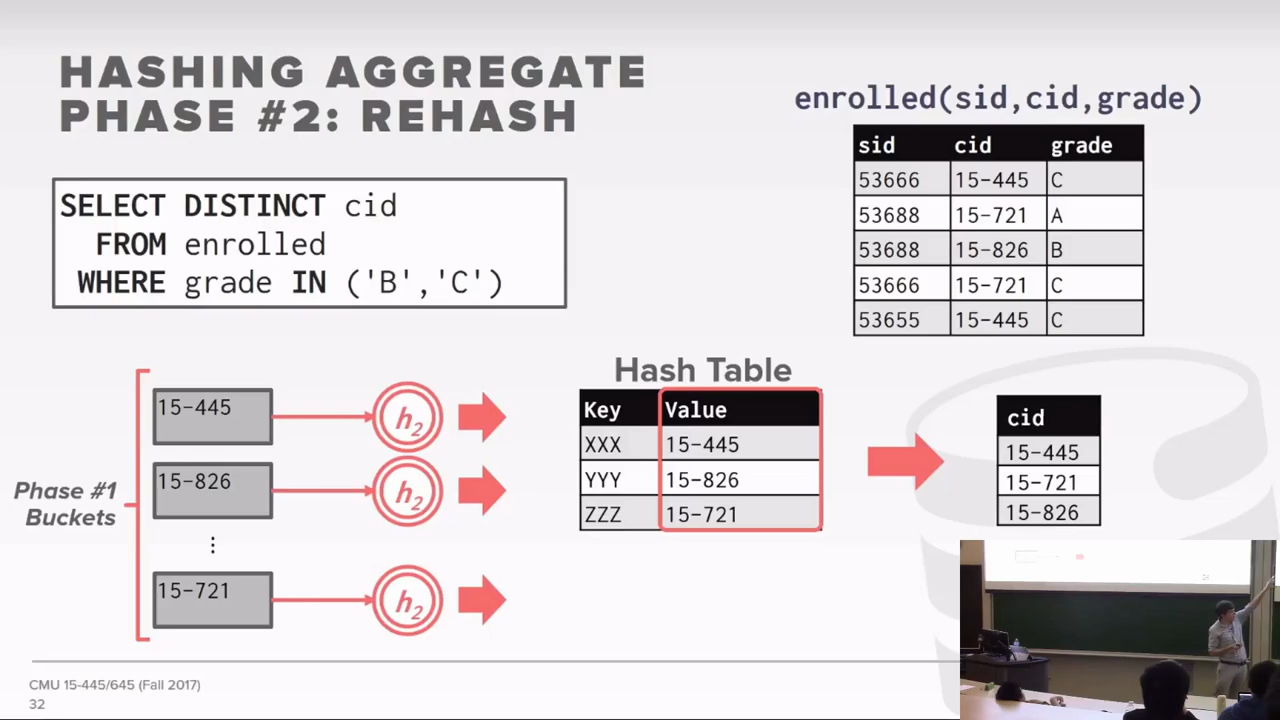 HASHING AGGREGATE
PHASE #2: REHASH
enrolled(sid,cid,grade)
sid cid grade
53666 15-445 C
53688 15-721 A
53688 15-826 B
53666 15-721 C
53655 15-445 C
SELECT DISTINCT cid
FROM enrolled
WHERE grade IN ('B','C')
Phase #1
Buckets
15-445
15-826
⋮
15-721
h2
h2
h2
Hash Table
Key Value
XXX 15-445
YYY 15-826
ZZZ 15-721
cid
15-445
15-721
15-826
CMU 15-445/645 (Fall 2017)
32